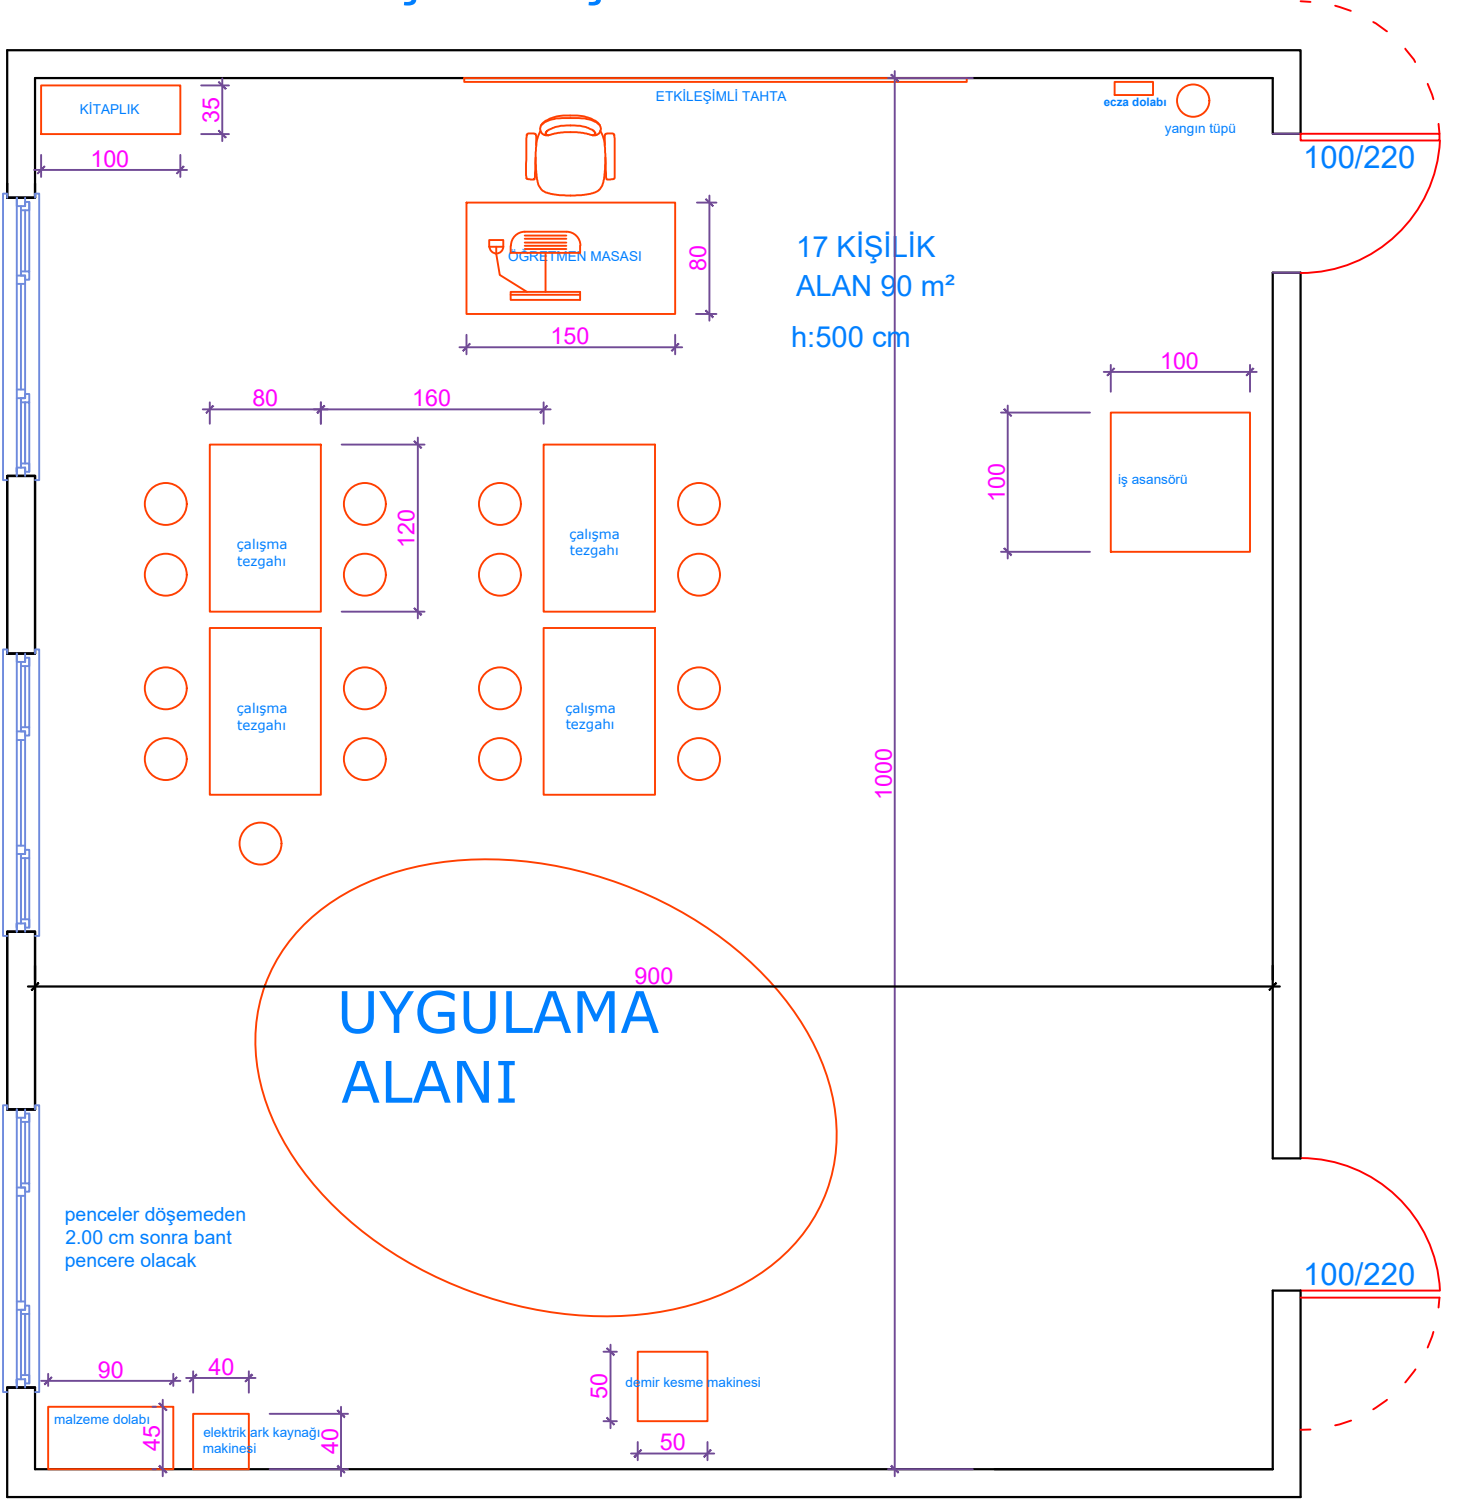 KİTAPLIK
35
100
ETKİLEŞİMLİ TAHTA
ecza dolabı
yangın tüpü
100/220
ÖĞRETMEN MASASI
80
150
17 KİŞİLİK
ALAN 90 m²
h:500 cm
80
160
120
100
100
iş asansörü
çalışma
tezgahı
çalışma
tezgahı
çalışma
tezgahı
çalışma
tezgahı
1000
900
UYGULAMA
ALANI
penceler döşemeden
2.00 cm sonra bant
pencere olacak
100/220
90
40
malzeme dolabı
45
elektrik ark kaynağı
makinesi
40
50
demir kesme makinesi
50